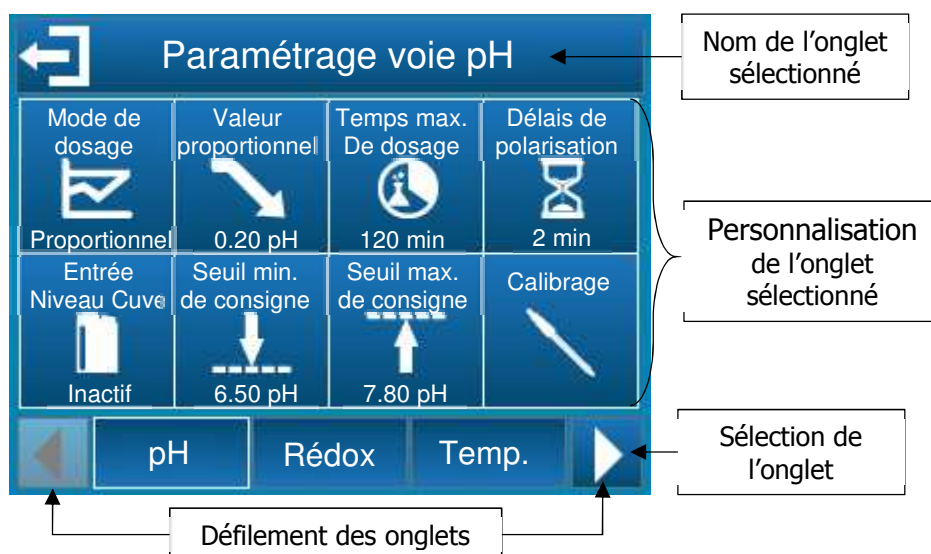 Paramétrage voie pH
Nom de l'onglet
sélectionné
Mode de
dosage
Proportionnel
Valeur
proportionnel
0.20 pH
Temps max.
De dosage
120 min
Délais de
polarisation
2 min
Entrée
Niveau Cuve
Inactif
Seuil min.
de consigne
6.50 pH
Seuil max.
de consigne
7.80 pH
Calibrage
Personnalisation
de l'onglet
sélectionné
pH
Rédox
Temp.
Sélection de
l'onglet
Défilement des onglets